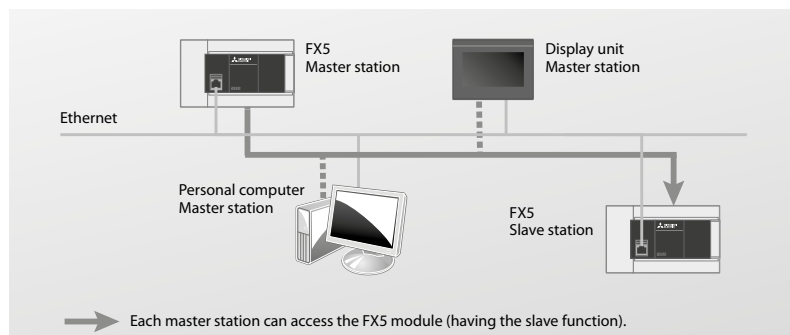 FX5
Master station
Display unit
Master station
Ethernet
Personal computer
Master station
FX5
Slave station
Each master station can access the FX5 module (having the slave function).